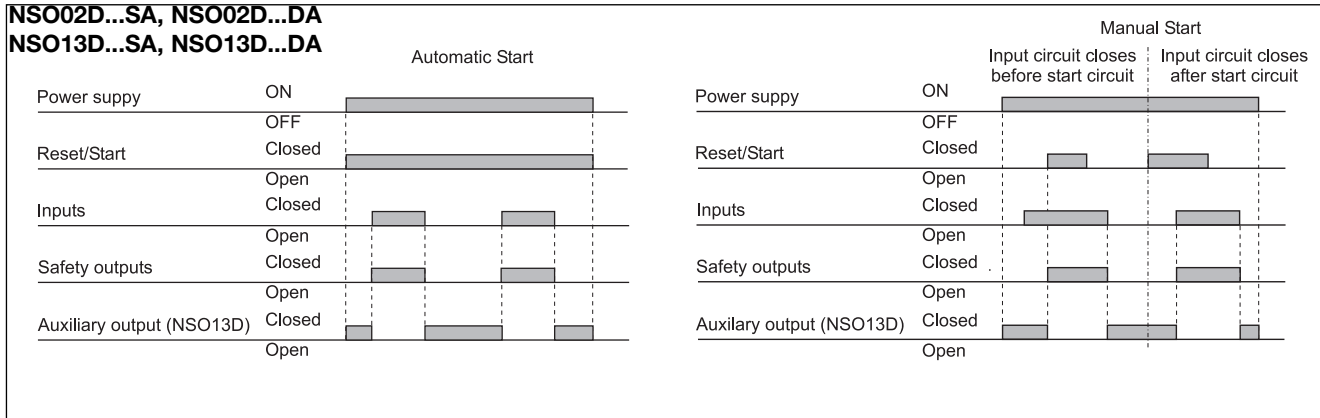 NSO02D...SA, NSO02D...DA
NSO13D...SA, NSO13D...DA
Automatic Start
Power suppy ON
OFF
Reset/Start Closed
Open
Inputs Closed
Open
Safety outputs Closed
Open
Auxiliary output (NSO13D) Closed
Open
Manual Start
Input circuit closes
before start circuit
Input circuit closes
after start circuit
Power suppy ON
OFF
Reset/Start Closed
Open
Inputs Closed
Open
Safety outputs Closed
Open
Auxilary output (NSO13D) Closed
Open